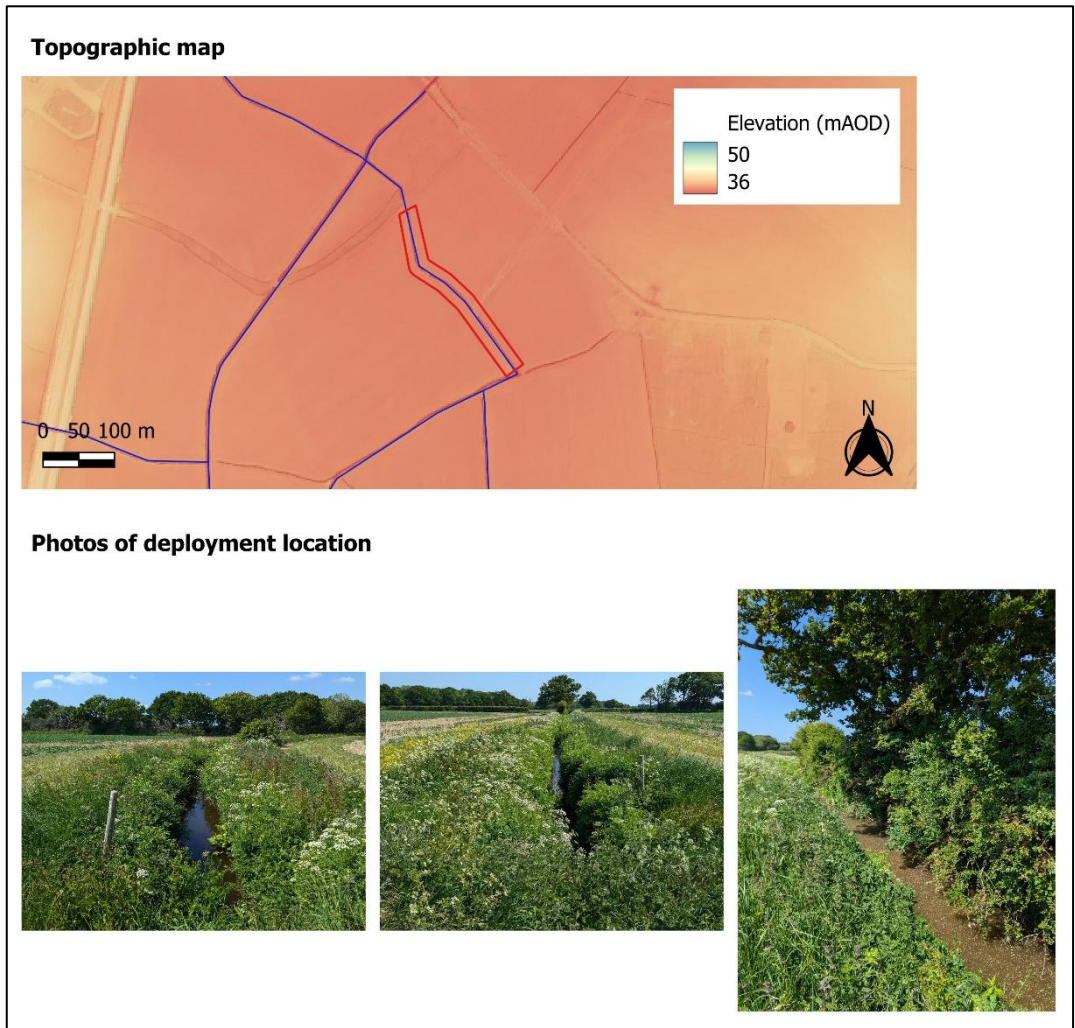 Topographic map
Elevation (mAOD)
50
36
N
0 50 100 m
Photos of deployment location